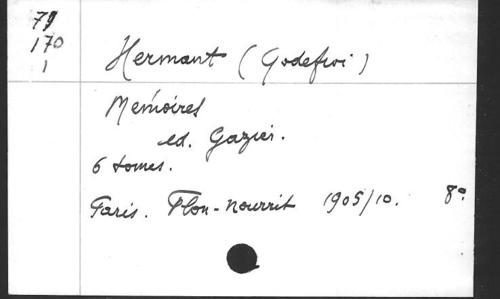 79
170
1
Hermant (Godefroi)
Mémoires
ed. Gazier.
6 tomes.
Paris. Plon-Nourrit 1905/10. 8°